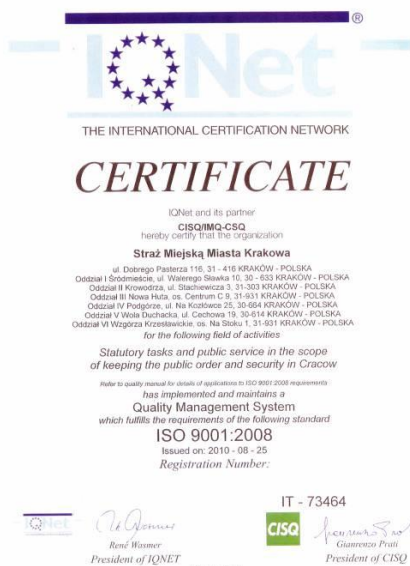 IQNet ®
THE INTERNATIONAL CERTIFICATION NETWORK
CERTIFICATE
IQNet and its partner
CISQ/IMQ-CSQ
hereby certify that the organization
Straż Miejską Miasta Krakowa
ul. Dobrego Pasterza 116, 31 - 416 KRAKÓW - POLSKA
Oddział I Śródmieście, ul. Walerego Sławka 10, 30 - 633 KRAKÓW - POLSKA
Oddział II Krowodrza, ul. Stachiewicza 3, 31-303 KRAKÓW - POLSKA
Oddział III Nowa Huta, os. Centrum C 9, 31-931 KRAKÓW - POLSKA
Oddział IV Podgórze, ul. Na Kozłówce 25, 30-664 KRAKÓW - POLSKA
Oddział V Wola Duchacka, ul. Cechowa 19, 30-614 KRAKÓW - POLSKA
Oddział VI Wzgórza Krzesławickie, os. Na Stoku 1, 31-931 KRAKÓW - POLSKA
for the following field of activities
Statutory tasks and public service in the scope
of keeping the public order and security in Cracow
Refer to quality manual for details of applications to ISO 9001:2008 requirements
has implemented and maintains a
Quality Management System
which fulfills the requirements of the following standard
ISO 9001:2008
Issued on: 2010 - 08 - 25
Registration Number:
IT - 73464
IQNet
CISQ
René Wasmer
President of IQNET
Gianrenzo Prati
President of CISQ